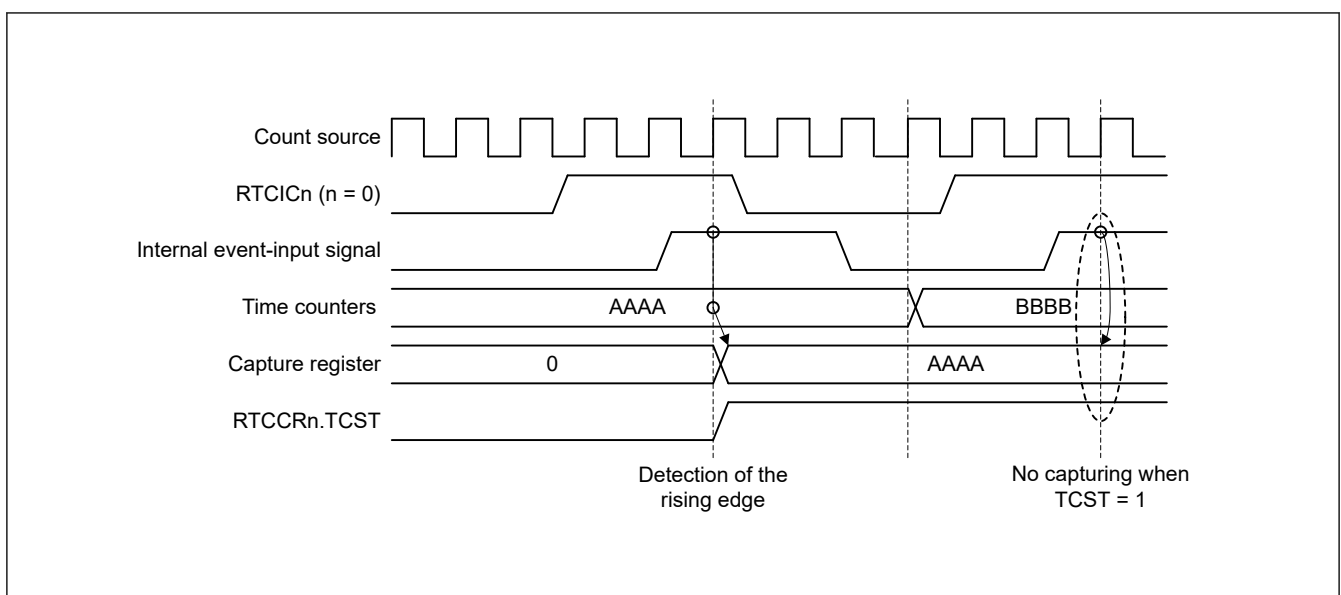 Count source
RTCICn (n = 0)
Internal event-input signal
Time counters
AAAA
BBBB
Capture register
0
AAAA
RTCCRn.TCST
Detection of the
rising edge
No capturing when
TCST = 1